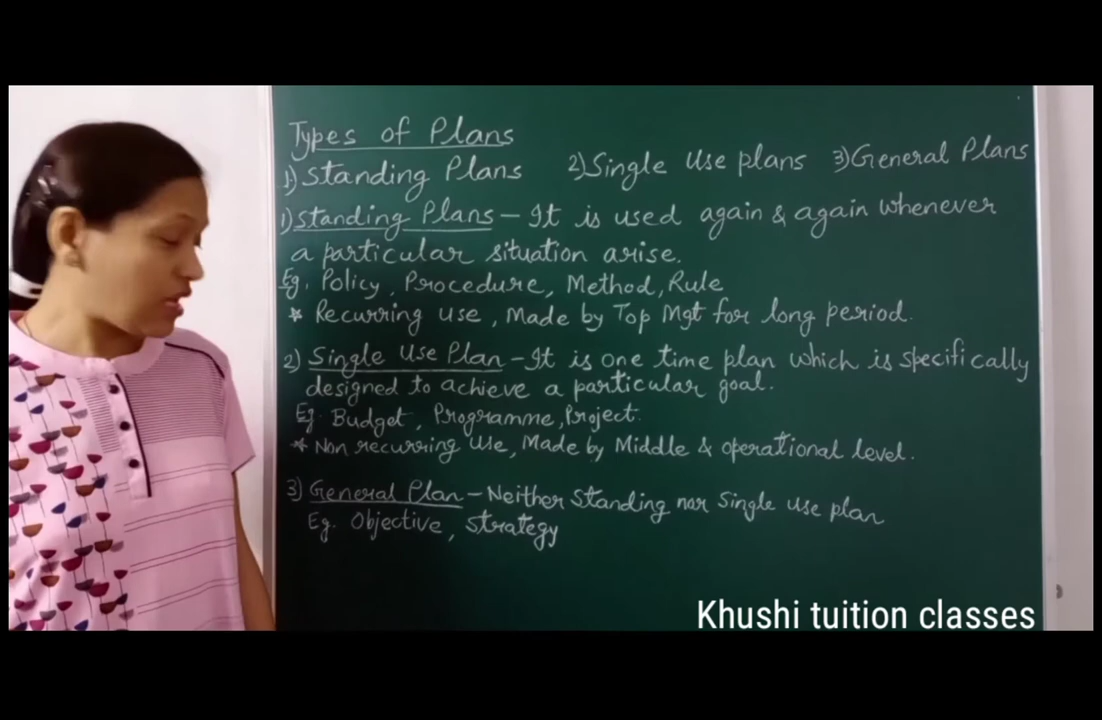 Types of Plans
1) Standing Plans 2) Single Use plans 3) General Plans
1) Standing Plans - It is used again & again whenever
a particular situation arise.
Eg. Policy, Procedure, Method, Rule
* Recurring use, Made by Top Mgt for long period.
2) Single Use Plan - It is one time plan which is specifically
designed to achieve a particular goal.
Eg. Budget, Programme, Project.
* Non recurring use, Made by Middle & operational level.
3) General Plan - Neither Standing nor Single use plan
Eg. Objective, Strategy
Khushi tuition classes